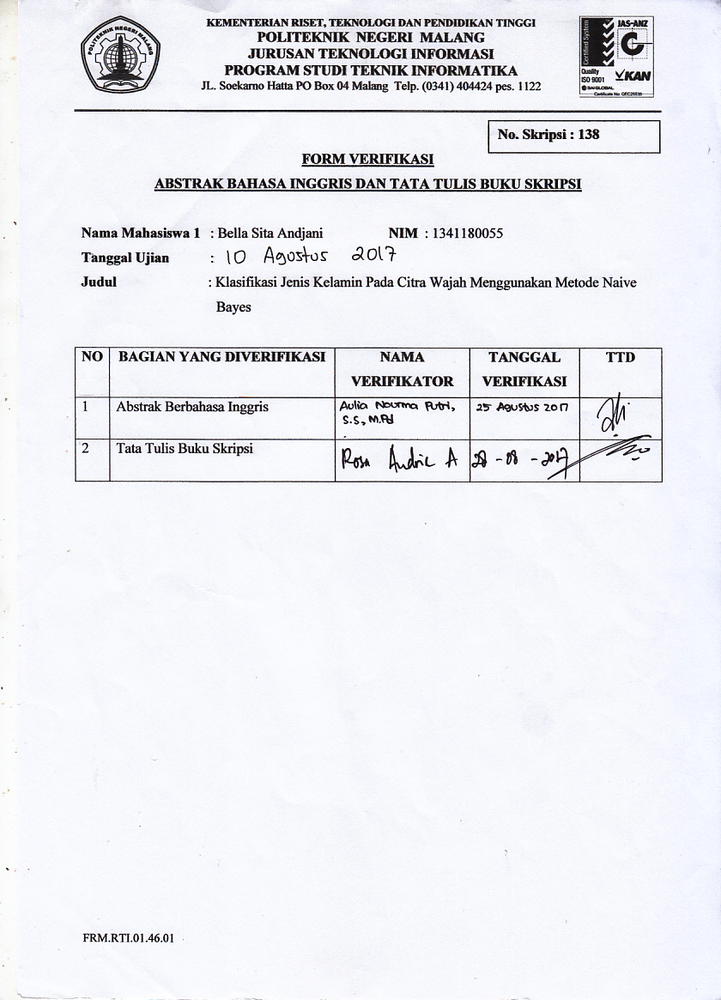 POLITEKNIK NEGERI MALANG
KEMENTERIAN RISET, TEKNOLOGI DAN PENDIDIKAN TINGGI
POLITEKNIK NEGERI MALANG
JURUSAN TEKNOLOGI INFORMASI
PROGRAM STUDI TEKNIK INFORMATIKA
JL. Soekarno Hatta PO Box 04 Malang Telp. (0341) 404424 pes. 1122
Certified System
JAS-ANZ
Quality
ISO 9001
KAN
SAI GLOBAL
Certificate No: QEC25539
No. Skripsi : 138
FORM VERIFIKASI
ABSTRAK BAHASA INGGRIS DAN TATA TULIS BUKU SKRIPSI
Nama Mahasiswa 1 : Bella Sita Andjani NIM : 1341180055
Tanggal Ujian : 10 Agustus 2017
Judul : Klasifikasi Jenis Kelamin Pada Citra Wajah Menggunakan Metode Naive
Bayes
NO BAGIAN YANG DIVERIFIKASI NAMA VERIFIKATOR TANGGAL VERIFIKASI TTD
1 Abstrak Berbahasa Inggris Aulia Nourma Putri, 25 Agustus 2017
S.S, M.Pd
2 Tata Tulis Buku Skripsi Rosa Andrie A 28 - 08 - 2017
FRM.RTI.01.46.01